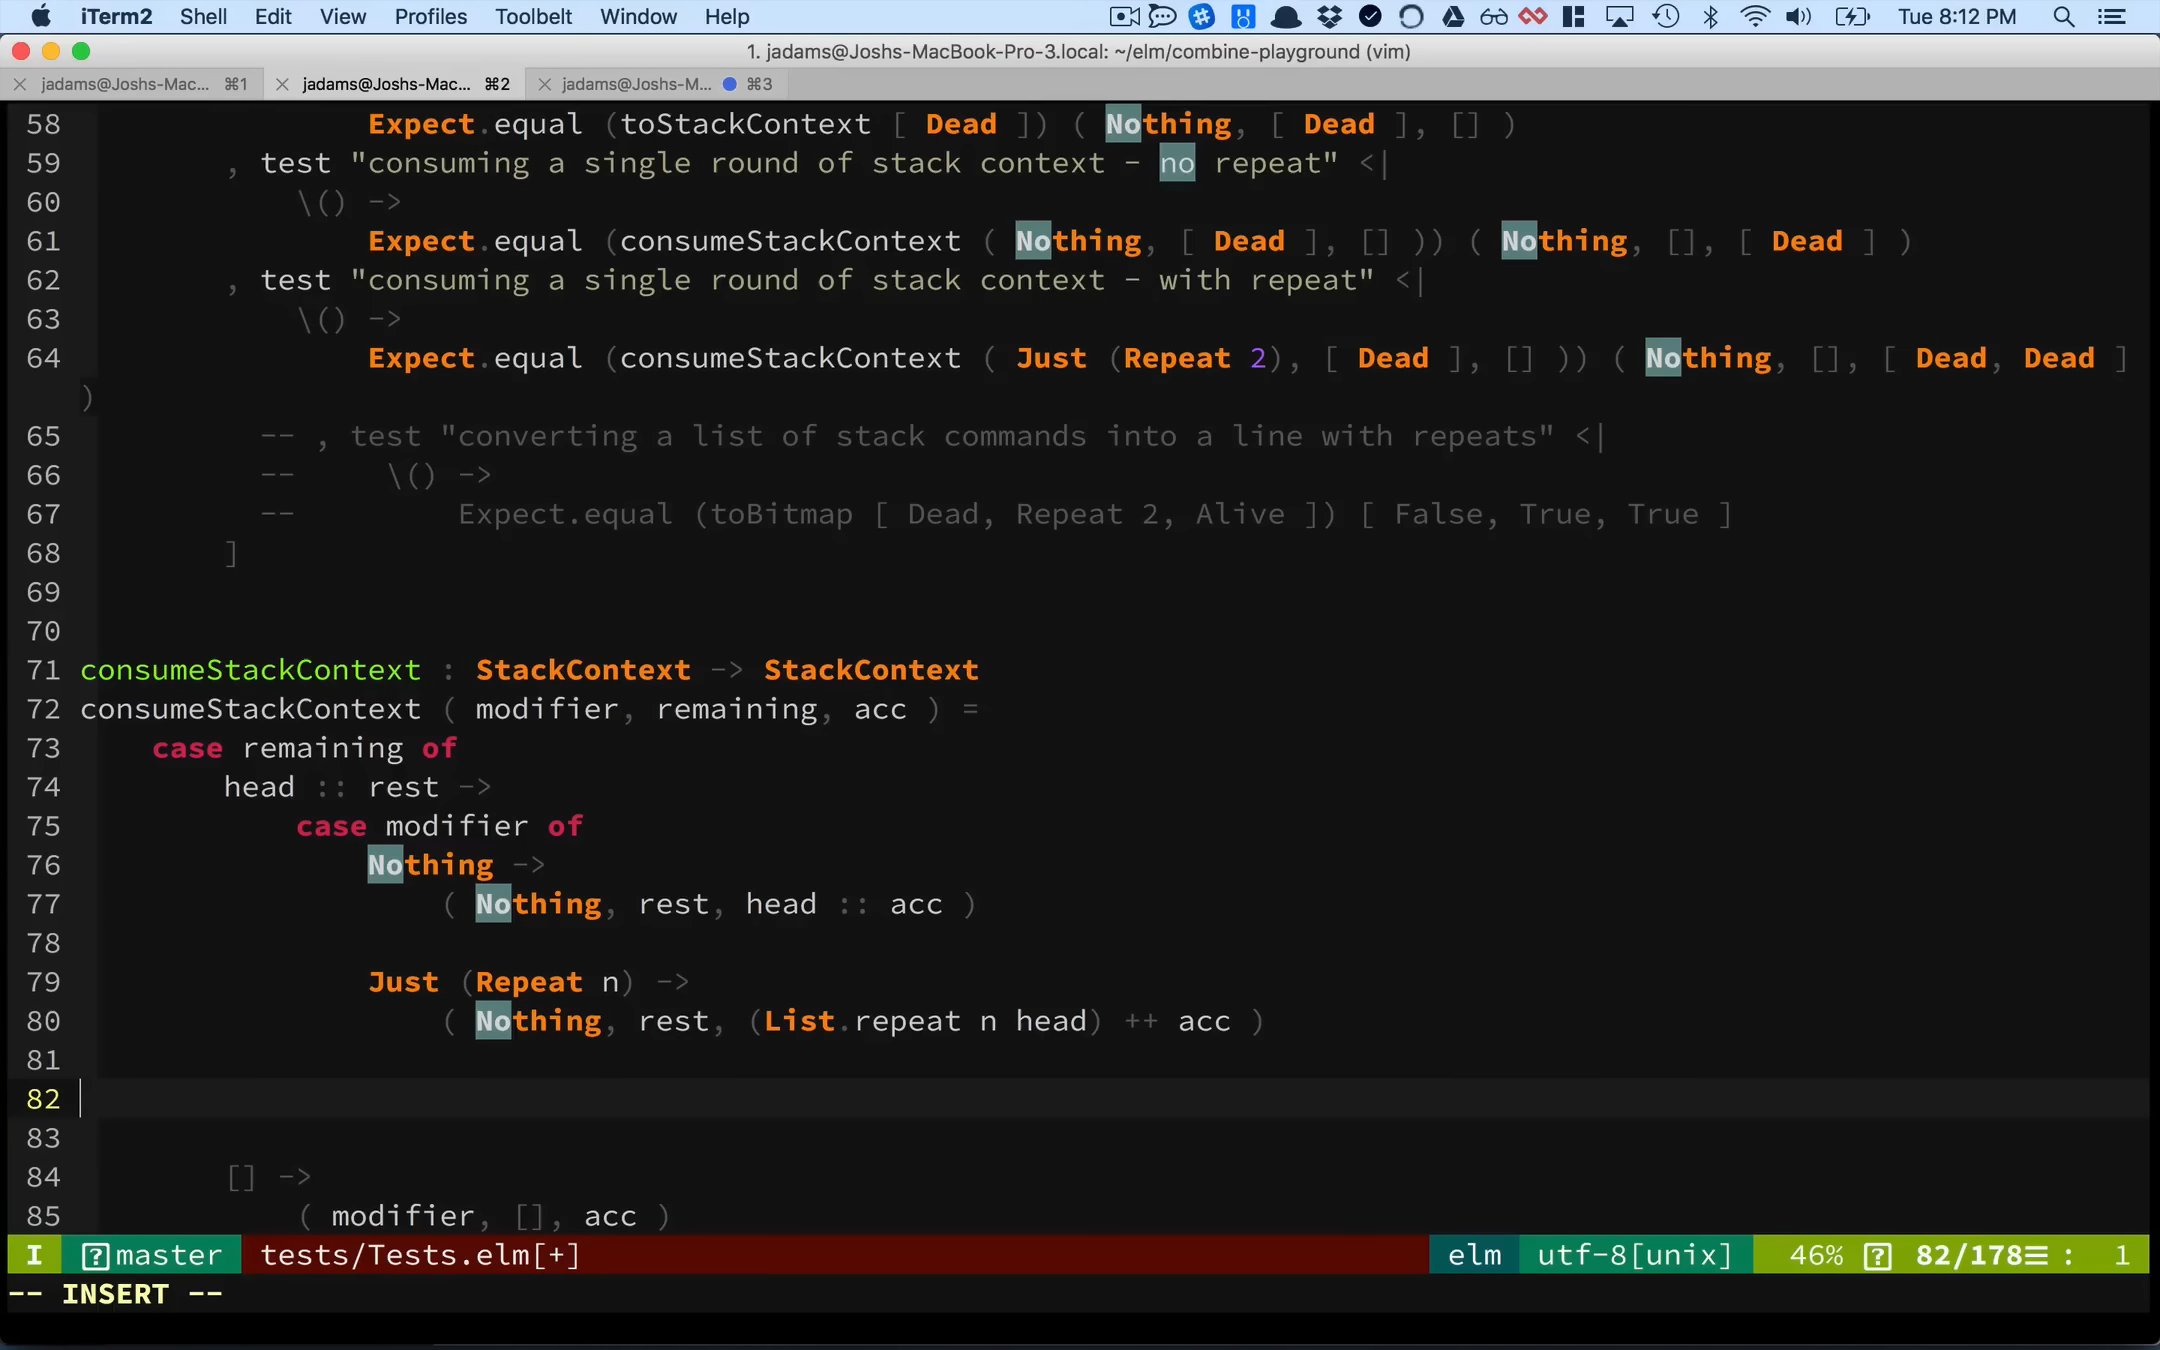 iTerm2 Shell Edit View Profiles Toolbelt Window Help Tue 8:12 PM
1. jadams@Joshs-MacBook-Pro-3.local: ~/elm/combine-playground (vim)
jadams@Joshs-Mac... ⌘1 jadams@Joshs-Mac... ⌘2 jadams@Joshs-M... ⌘3
58 Expect.equal (toStackContext [ Dead ]) ( Nothing, [ Dead ], [] )
59 , test "consuming a single round of stack context - no repeat" <|
60 \() ->
61 Expect.equal (consumeStackContext ( Nothing, [ Dead ], [] )) ( Nothing, [], [ Dead ] )
62 , test "consuming a single round of stack context - with repeat" <|
63 \() ->
64 Expect.equal (consumeStackContext ( Just (Repeat 2), [ Dead ], [] )) ( Nothing, [], [ Dead, Dead ]
)
65 -- , test "converting a list of stack commands into a line with repeats" <|
66 -- \() ->
67 -- Expect.equal (toBitmap [ Dead, Repeat 2, Alive ]) [ False, True, True ]
68 ]
69
70
71 consumeStackContext : StackContext -> StackContext
72 consumeStackContext ( modifier, remaining, acc ) =
73 case remaining of
74 head :: rest ->
75 case modifier of
76 Nothing ->
77 ( Nothing, rest, head :: acc )
78
79 Just (Repeat n) ->
80 ( Nothing, rest, (List.repeat n head) ++ acc )
81
82
83
84 [] ->
85 ( modifier, [], acc )
I master tests/Tests.elm[+] elm utf-8[unix] 46% 82/178☰ : 1
-- INSERT --